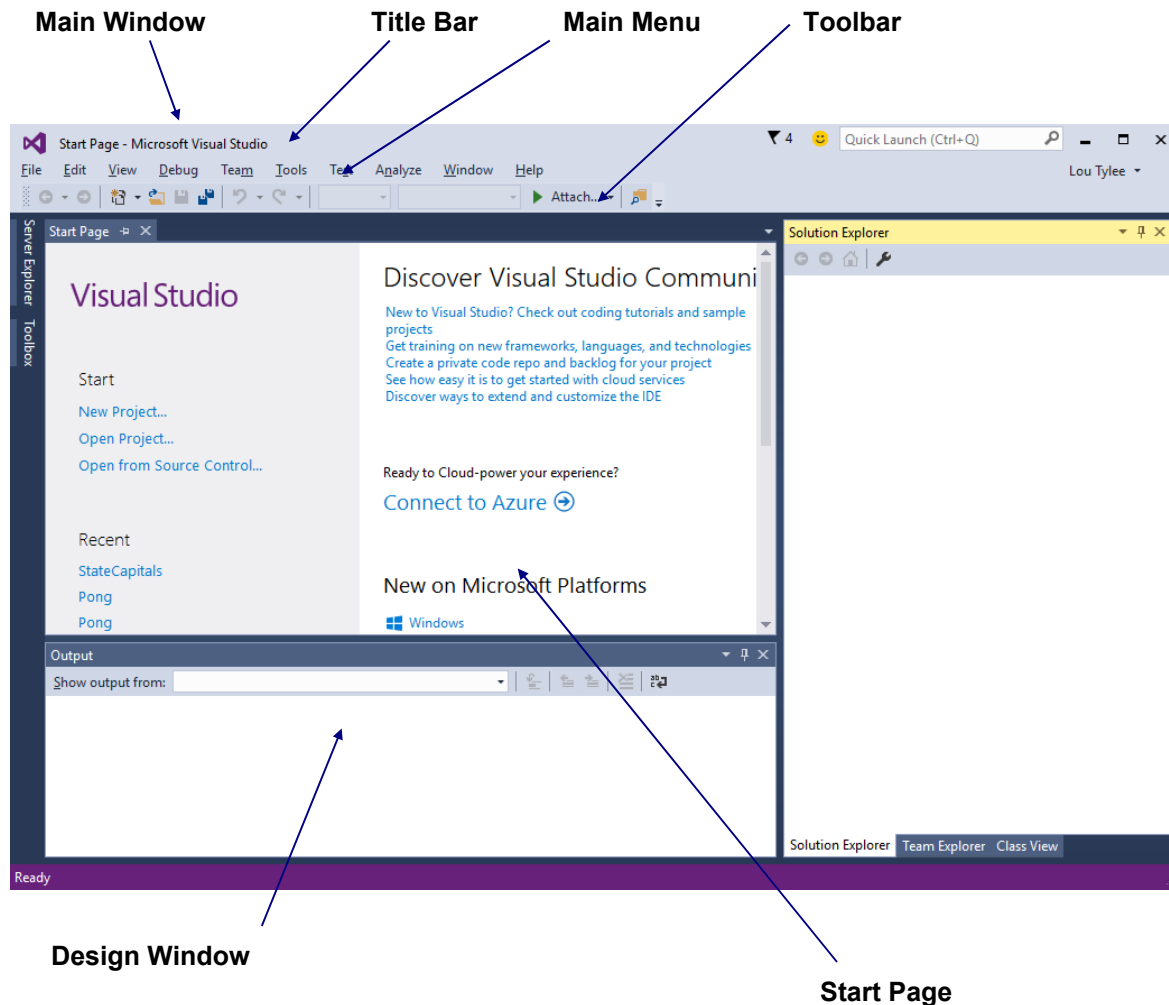 Main Window Title Bar Main Menu Toolbar
Start Page - Microsoft Visual Studio
4
Quick Launch (Ctrl+Q)
File Edit View Debug Team Tools Analyze Window Help
Lou Tylee
Attach...
Server Explorer
Toolbox
Start Page
Visual Studio
Start
New Project...
Open Project...
Open from Source Control...
Recent
StateCapitals
Pong
Pong
Discover Visual Studio Communi
New to Visual Studio? Check out coding tutorials and sample
projects
Get training on new frameworks, languages, and technologies
Create a private code repo and backlog for your project
See how easy it is to get started with cloud services
Discover ways to extend and customize the IDE
Ready to Cloud-power your experience?
Connect to Azure
New on Microsoft Platforms
Windows
Output
Show output from:
Solution Explorer
Solution Explorer Team Explorer Class View
Ready
Design Window
Start Page